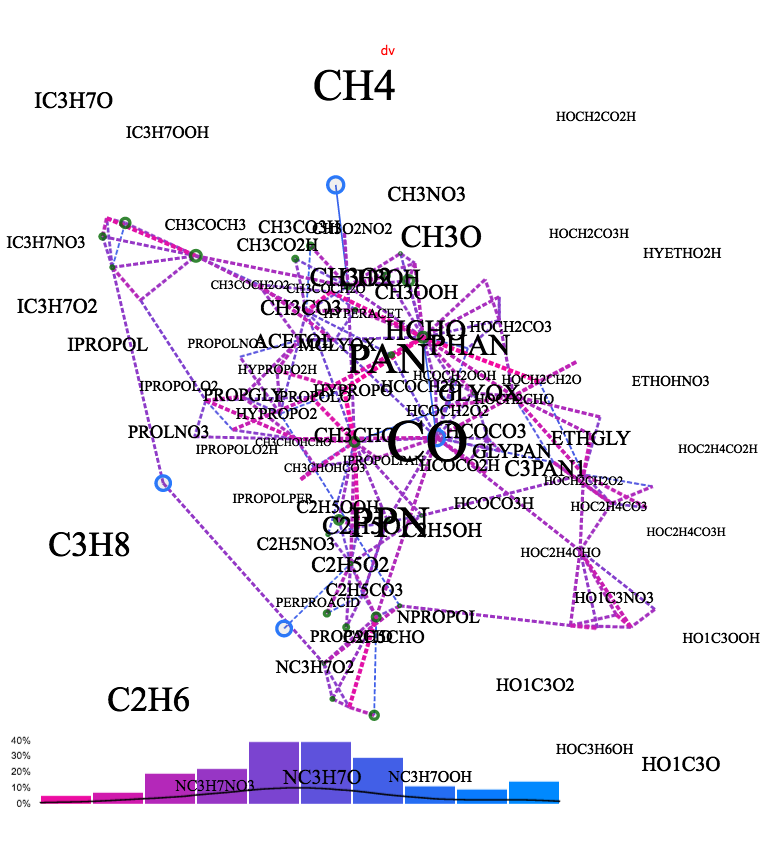 dv
CH4
IC3H7O
HOCH2CO2H
IC3H7OOH
CH3NO3
CH3COCH3
CH3CO3H
CH3O2NO2
HOCH2CO3H
CH3O
IC3H7NO3
CH3CO2H
HYETHO2H
CH3O2
CH3OH
CH3COCH2O2
CH3COCH2O
CH3OOH
IC3H7O2
CH3CO3
HYPERACET
HCHO
HOCH2CO3
IPROPOL
PROPOLNO3
ACETOL
MGLYOX
PHAN
PAN
HYPROPO2H
HCOCH2OOH
HOCH2CH2O
ETHOHNO3
IPROPOLO2
HCOCH2O
PROPGLY
IPROPOLO
HYPROPO
GLYOX
HOCH2CHO
HYPROPO2
HCOCH2O2
PROLNO3
CH3CHO
CO
HCOCO3
ETHGLY
CH3CHOHCHO
IPROPOLO2H
GLYPAN
HOC2H4CO2H
IPROPOLPAN
CH3CHOHCO3
HCOCO2H
C3PAN1
HOCH2CH2O2
IPROPOLPER
C2H5OOH
HCOCO3H
HOC2H4CO3
C2H5O
PPN
C2H5OH
HOC2H4CO3H
C3H8
C2H5NO3
HOC2H4CHO
C2H5O2
C2H5CO3
PERPROACID
HO1C3NO3
NPROPOL
PROPACID
C2H5CHO
HO1C3OOH
NC3H7O2
HO1C3O2
C2H6
40%
HOC3H6OH
30%
HO1C3O
20%
NC3H7NO3
NC3H7O
NC3H7OOH
10%
0%